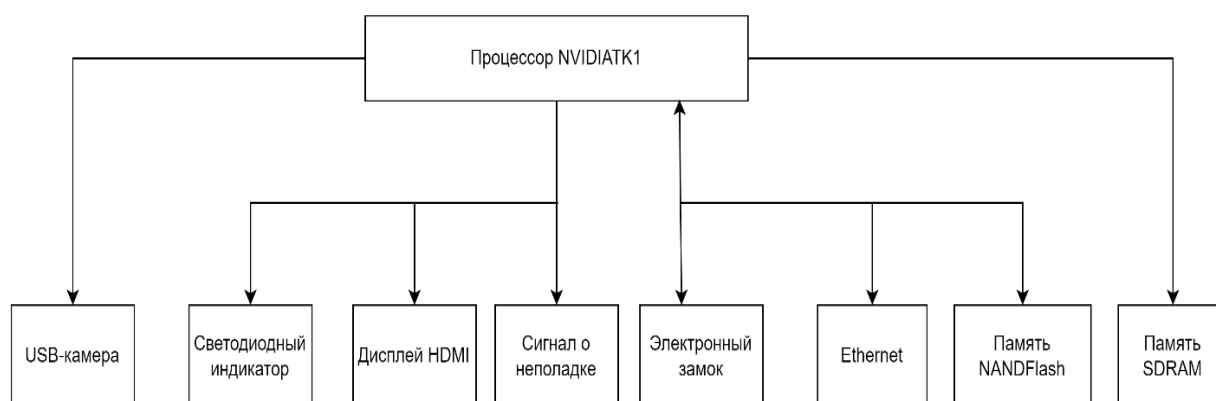 Процессор NVIDIATK1
USB-камера
Светодиодный
индикатор
Дисплей HDMI
Сигнал о
неполадке
Электронный
замок
Ethernet
Память
NANDFlash
Память
SDRAM